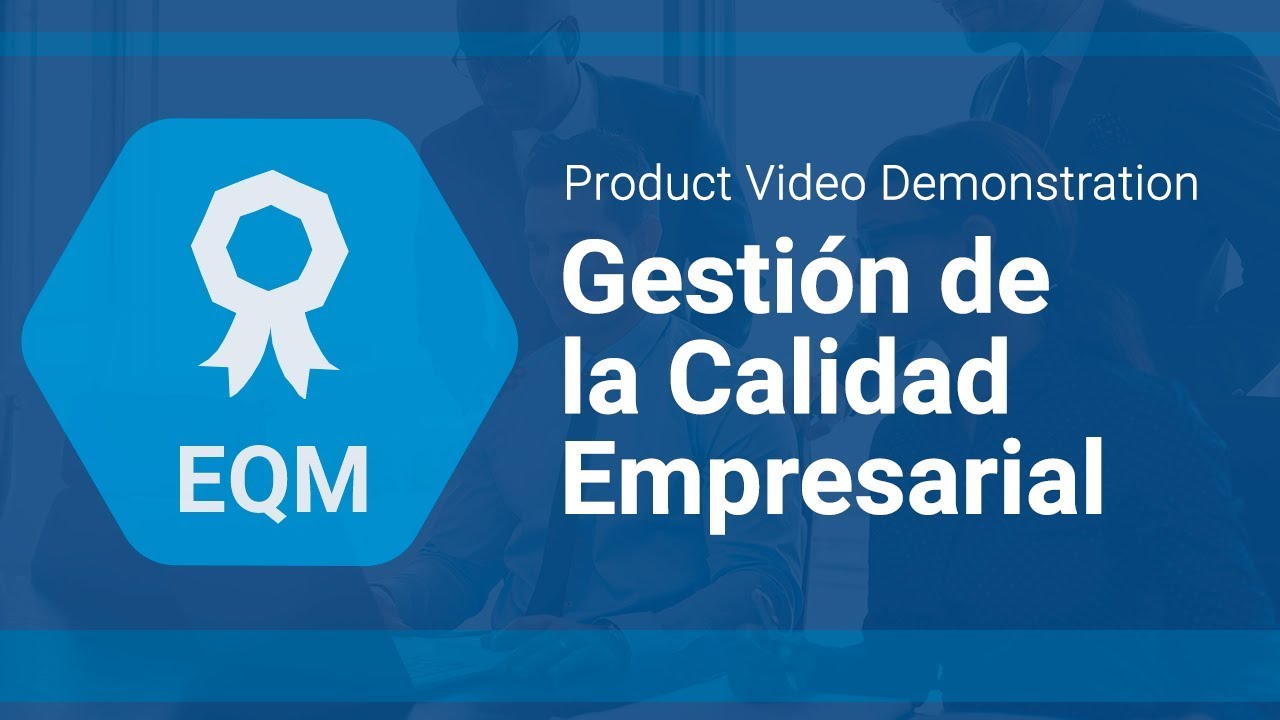 EQM
Product Video Demonstration
Gestión de
la Calidad
Empresarial